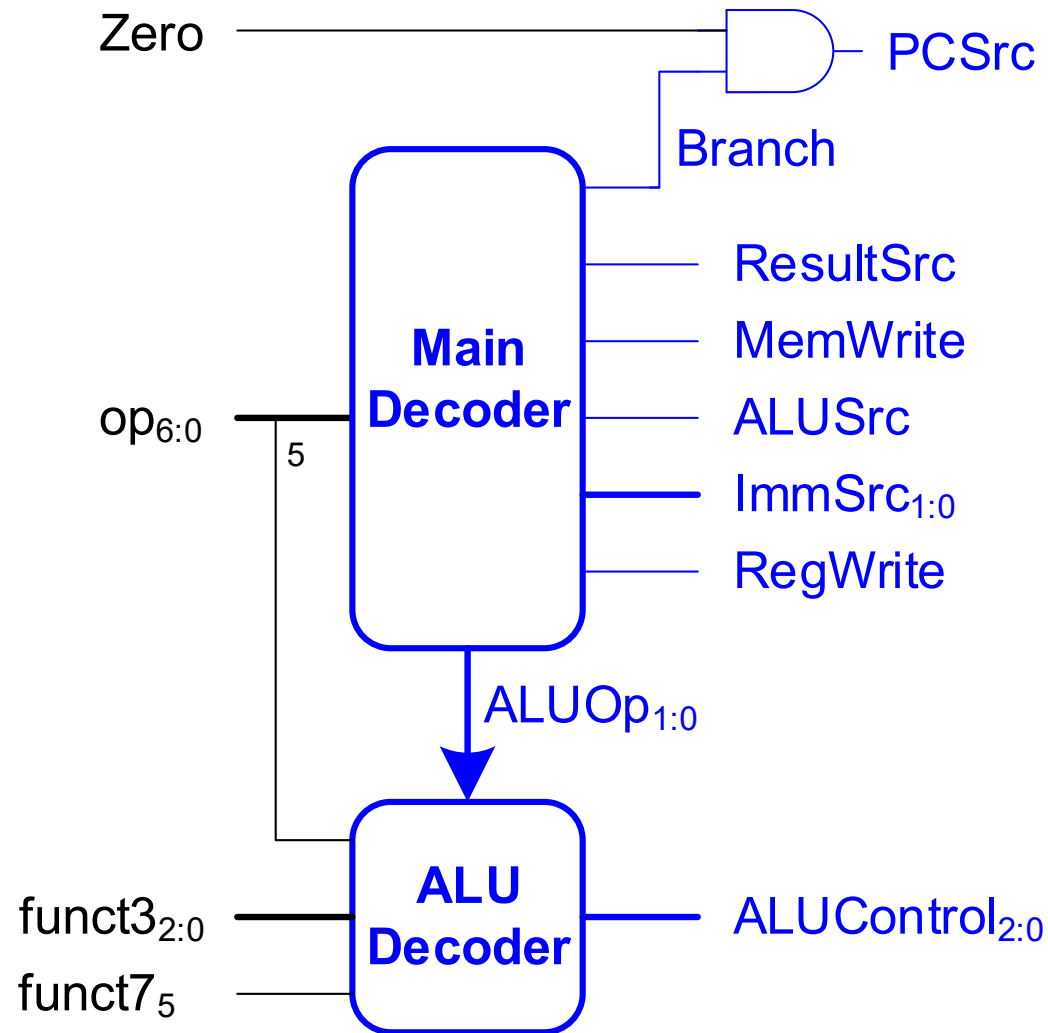 Zero
PCSrc
Branch
ResultSrc
Main
Decoder
MemWrite
op6:0
5
ALUSrc
ImmSrc1:0
RegWrite
ALUOp1:0
ALU
Decoder
funct32:0
ALUControl2:0
funct75